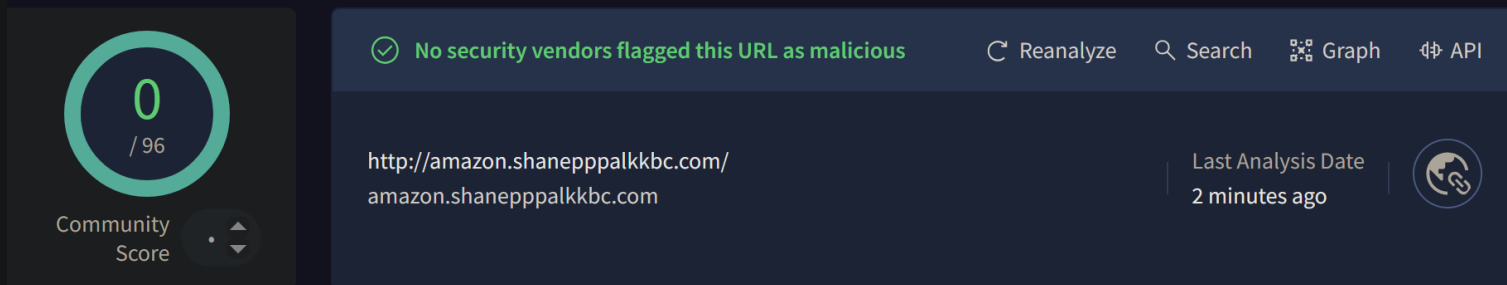 No security vendors flagged this URL as malicious
Reanalyze
Search
Graph
API
0
/ 96
Community
Score
http://amazon.shanepppalkkbc.com/
amazon.shanepppalkkbc.com
Last Analysis Date
2 minutes ago